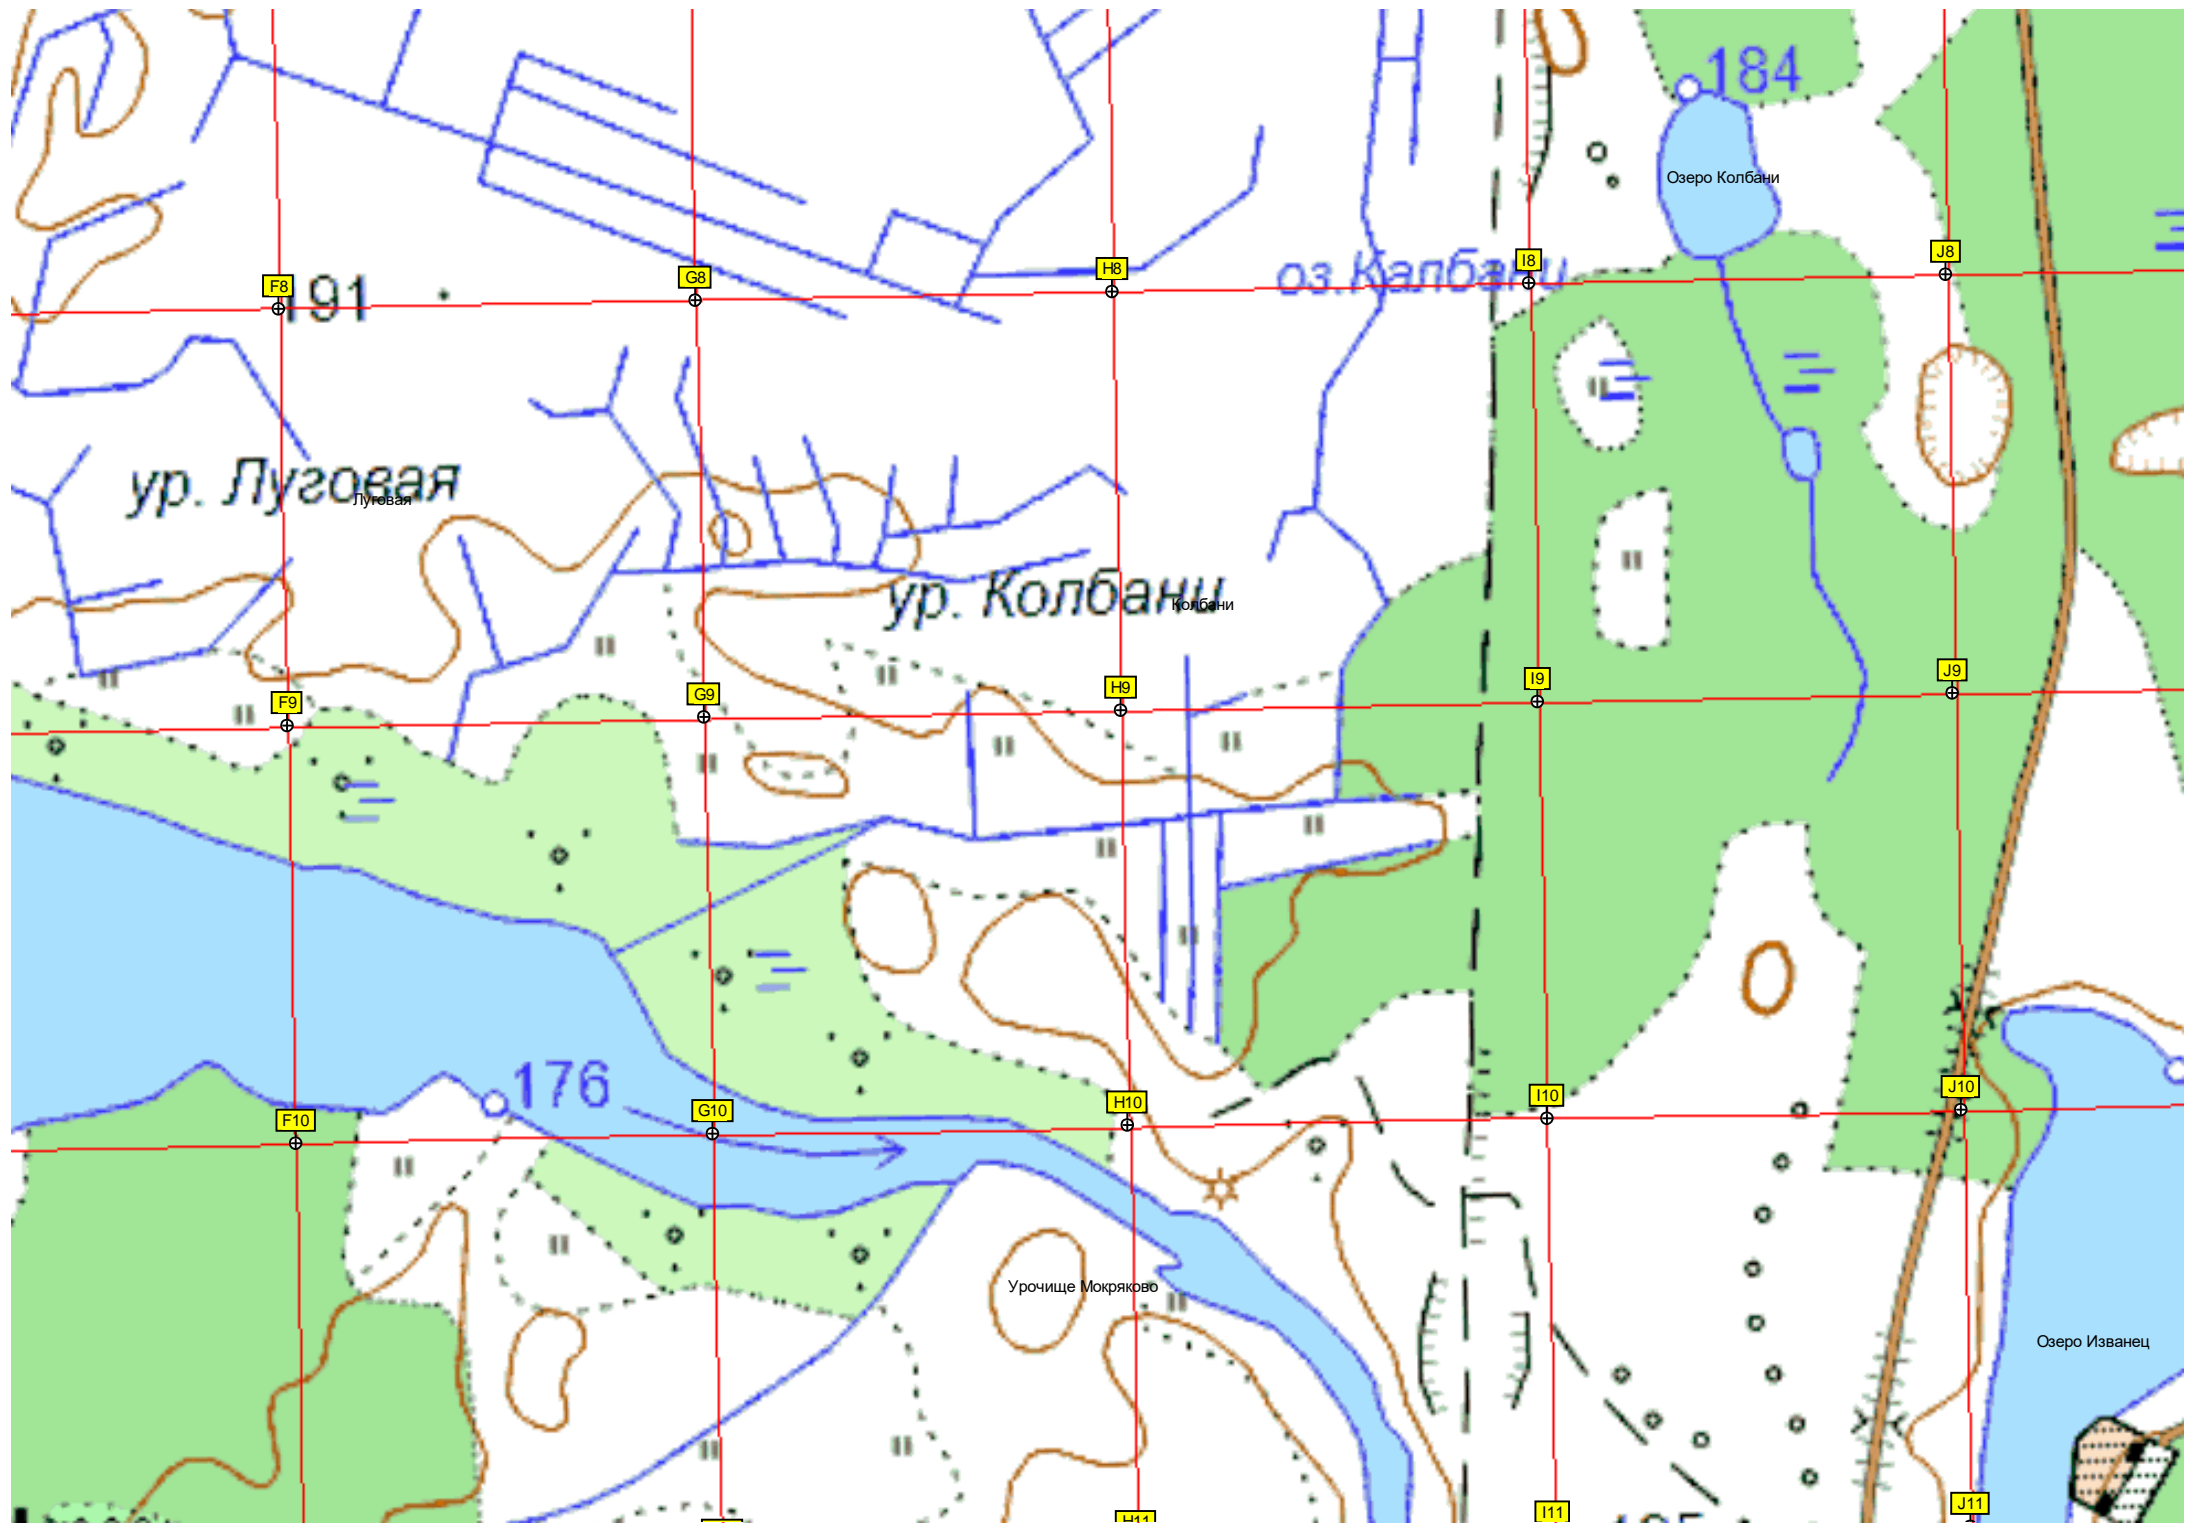 184
Озеро Колбани
J8
I8
H8
G8
F8
оз.Калбани
191
ур. Луговая
Луговая
ур. Колбани
Колбани
J9
I9
H9
G9
F9
176
J10
I10
H10
G10
F10
Урочище Мокряково
Озеро Изванец
J11
I11
H11